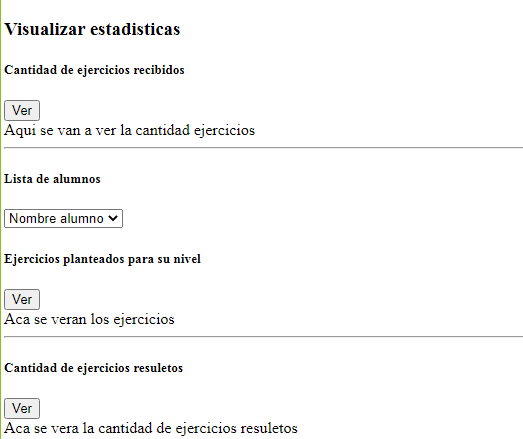 Visualizar estadisticas
Cantidad de ejercicios recibidos
Ver
Aqui se van a ver la cantidad ejercicios
Lista de alumnos
Nombre alumno
Ejercicios planteados para su nivel
Ver
Aca se veran los ejercicios
Cantidad de ejercicios resuletos
Ver
Aca se vera la cantidad de ejercicios resuletos